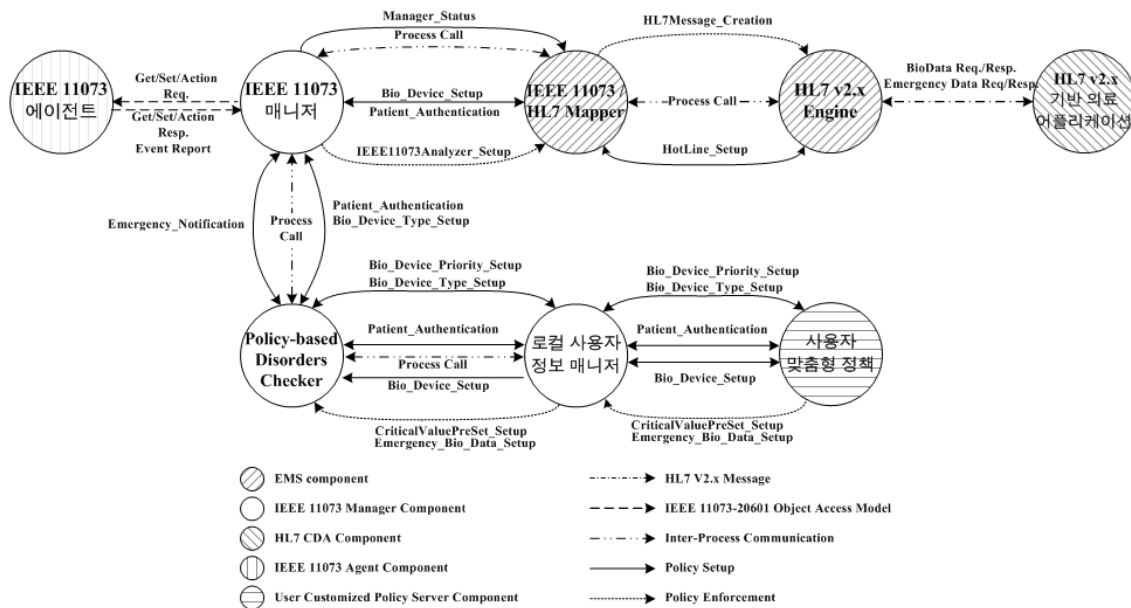 Manager_Status
Process Call
HL7Message_Creation
IEEE 11073
에이전트
Get/Set/Action
Req.
Get/Set/Action
Resp.
Event Report
IEEE 11073
매니저
Bio_Device_Setup
Patient_Authentication
IEEE11073Analyzer_Setup
IEEE 11073 /
HL7 Mapper
Process Call
HotLine_Setup
HL7 v2.x
Engine
BioData Req./Resp.
Emergency Data Req/Resp.
HL7 v2.x
기반 의료
어플리케이션
Emergency_Notification
Process
Call
Patient_Authentication
Bio_Device_Type_Setup
Bio_Device_Priority_Setup
Bio_Device_Type_Setup
Bio_Device_Priority_Setup
Bio_Device_Type_Setup
Policy-based
Disorders
Checker
Patient_Authentication
Process Call
Bio_Device_Setup
로컬 사용자
정보 매니저
Patient_Authentication
Bio_Device_Setup
사용자
맞춤형 정책
CriticalValuePreSet_Setup
Emergency_Bio_Data_Setup
CriticalValuePreSet_Setup
Emergency_Bio_Data_Setup
EMS component
HL7 V2.x Message
IEEE 11073 Manager Component
IEEE 11073-20601 Object Access Model
HL7 CDA Component
Inter-Process Communication
IEEE 11073 Agent Component
Policy Setup
User Customized Policy Server Component
Policy Enforcement